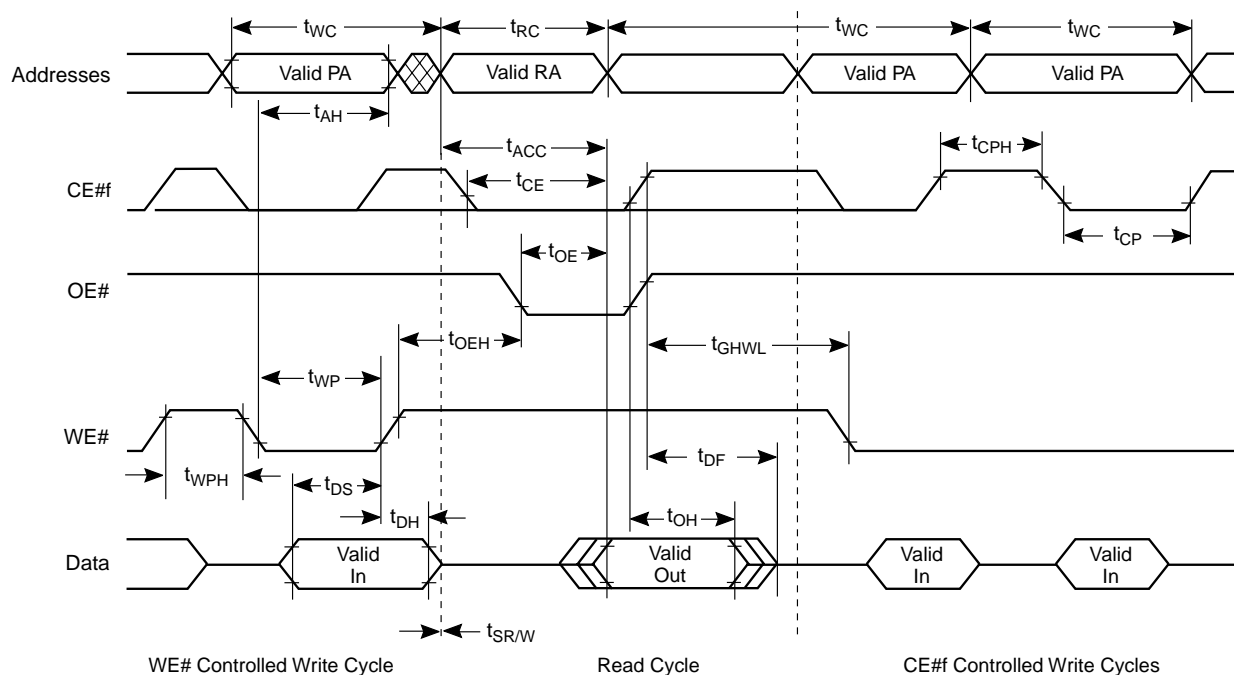 tWC tRC tWC tWC
Addresses Valid PA Valid RA Valid PA Valid PA
tAH
tACC tCPH
CE#f tCE
tOE tCP
OE#
tOEH tGHWL
tWP
WE#
tWPH tDS tDF
tDH tOH
Data Valid In Valid Out Valid In Valid In
tSR/W
WE# Controlled Write Cycle Read Cycle CE#f Controlled Write Cycles